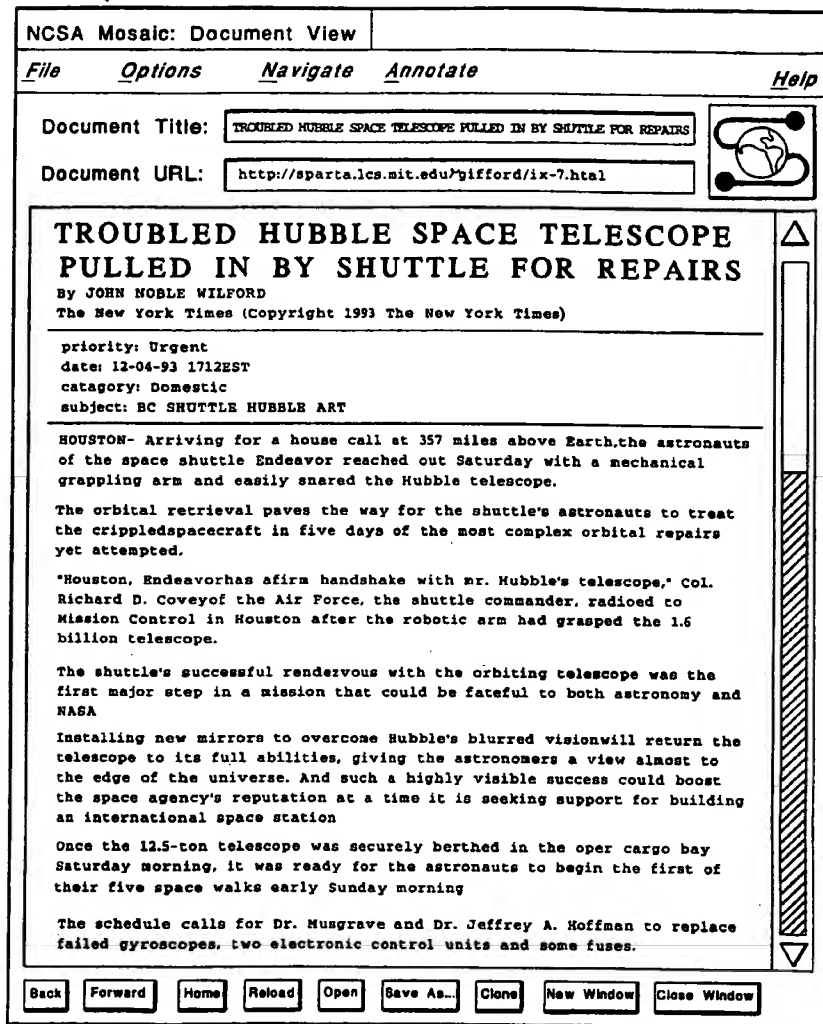 NCSA Mosaic: Document View
File Options Navigate Annotate Help
Document Title: TROUBLED HUBBLE SPACE TELESCOPE PULLED IN BY SHUTTLE FOR REPAIRS
Document URL: http://sparta.lcs.mit.edu/gifford/ix-7.html
TROUBLED HUBBLE SPACE TELESCOPE
PULLED IN BY SHUTTLE FOR REPAIRS
By JOHN NOBLE WILFORD
The New York Times (Copyright 1993 The New York Times)
priority: Urgent
date: 12-04-93 1712EST
catagory: Domestic
subject: BC SHUTTLE HUBBLE ART
HOUSTON- Arriving for a house call at 357 miles above Earth,the astronauts
of the space shuttle Endeavor reached out Saturday with a mechanical
grappling arm and easily snared the Hubble telescope.
The orbital retrieval paves the way for the shuttle's astronauts to treat
the crippledspacecraft in five days of the most complex orbital repairs
yet attempted.
"Houston, Endeavorhas afirm handshake with mr. Hubble's telescope," Col.
Richard D. Coveyof the Air Force, the shuttle commander, radioed to
Mission Control in Houston after the robotic arm had grasped the 1.6
billion telescope.
The shuttle's successful rendezvous with the orbiting telescope was the
first major step in a mission that could be fateful to both astronomy and
NASA
Installing new mirrors to overcome Hubble's blurred visionwill return the
telescope to its full abilities, giving the astronomers a view almost to
the edge of the universe. And such a highly visible success could boost
the space agency's reputation at a time it is seeking support for building
an international space station
Once the 12.5-ton telescope was securely berthed in the oper cargo bay
Saturday morning, it was ready for the astronauts to begin the first of
their five space walks early Sunday morning
The schedule calls for Dr. Musgrave and Dr. Jeffrey A. Hoffman to replace
failed gyroscopes, two electronic control units and some fuses.
Back Forward Home Reload Open Save As... Clone New Window Close Window